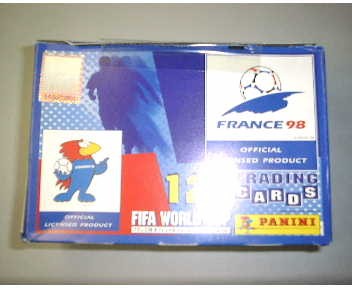 FRANCE 98
OFFICIAL
LICENSED PRODUCT
TRADING
CARDS
PANINI
FIFA WORLD
OFFICIAL
LICENSED PRODUCT